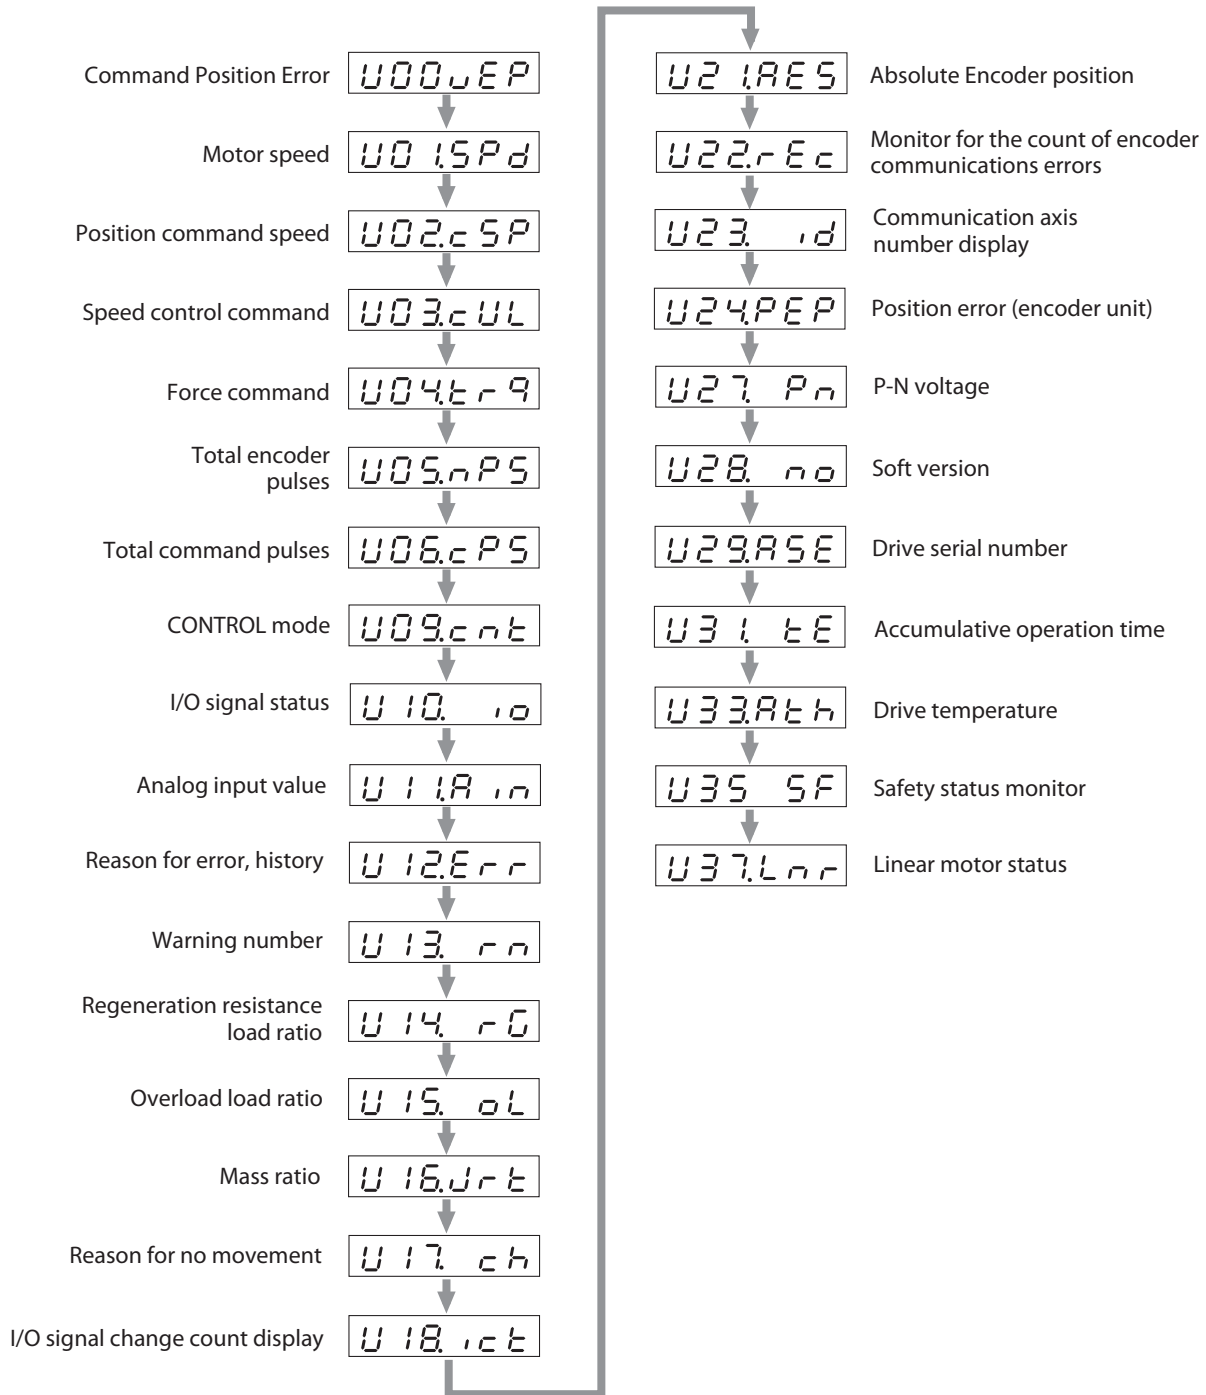 Command Position Error U00uEP
Motor speed U01.SPd
Position command speed U02.cSP
Speed control command U03.cUL
Force command U04.trq
Total encoder
pulses U05.nPS
Total command pulses U06.cPS
CONTROL mode U09.cnt
I/O signal status U10. io
Analog input value U11.Ain
Reason for error, history U12.Err
Warning number U13. rn
Regeneration resistance
load ratio U14. rG
Overload load ratio U15. oL
Mass ratio U16.Jrt
Reason for no movement U17. ch
I/O signal change count display U18.ict
U21.AES Absolute Encoder position
U22.rEc Monitor for the count of encoder
communications errors
U23. id Communication axis
number display
U24.PEP Position error (encoder unit)
U27. Pn P-N voltage
U28. no Soft version
U29.ASE Drive serial number
U31. tE Accumulative operation time
U33.Ath Drive temperature
U35 SF Safety status monitor
U37.Lnr Linear motor status